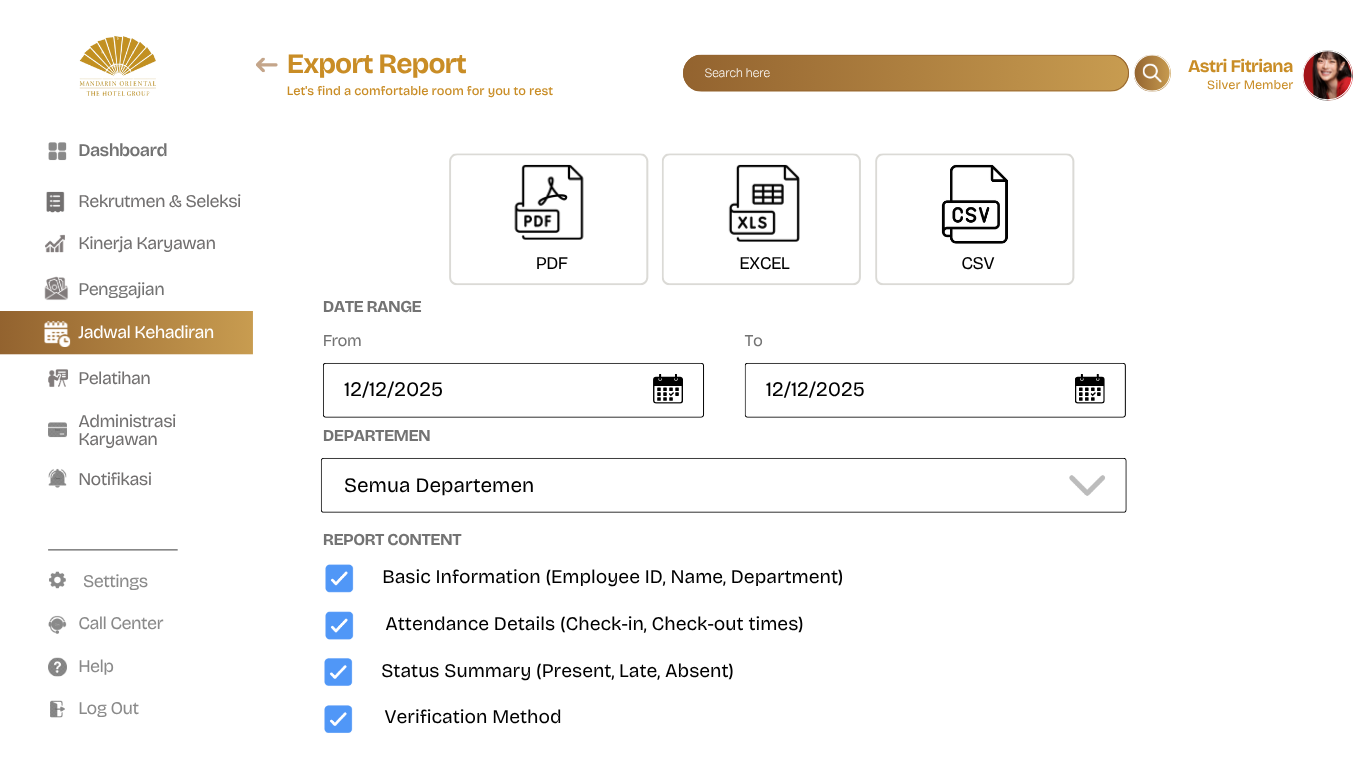 MANDARIN ORIENTAL
THE HOTEL GROUP
Export Report
Let's find a comfortable room for you to rest
Search here
Astri Fitriana
Silver Member
Dashboard
Rekrutmen & Seleksi
Kinerja Karyawan
Penggajian
Jadwal Kehadiran
Pelatihan
Administrasi
Karyawan
Notifikasi
Settings
Call Center
Help
Log Out
PDF
PDF
XLS
EXCEL
CSV
CSV
DATE RANGE
From
To
12/12/2025
12/12/2025
DEPARTEMEN
Semua Departemen
REPORT CONTENT
Basic Information (Employee ID, Name, Department)
Attendance Details (Check-in, Check-out times)
Status Summary (Present, Late, Absent)
Verification Method